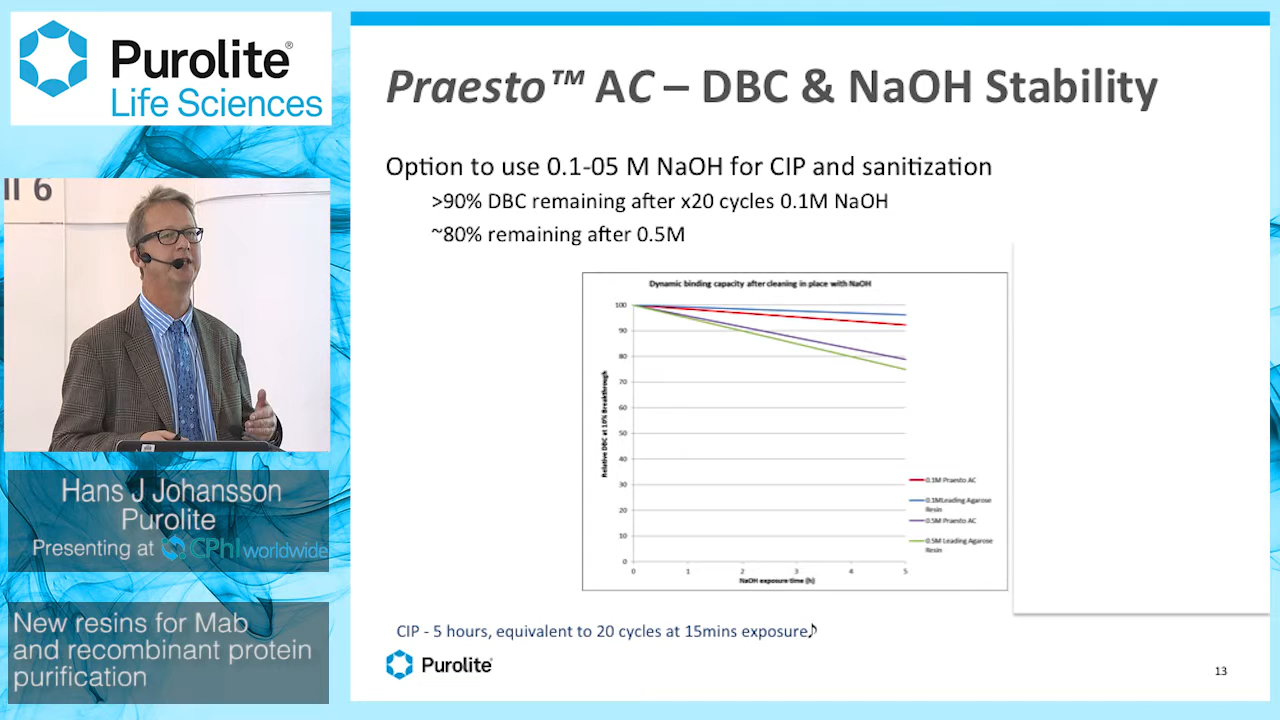 Purolite®
Life Sciences
ll 6
Hans J Johansson
Purolite
Presenting at CPhI worldwide
New resins for Mab
and recombinant protein
purification
Praesto™ AC – DBC & NaOH Stability
Option to use 0.1-05 M NaOH for CIP and sanitization
>90% DBC remaining after x20 cycles 0.1M NaOH
~80% remaining after 0.5M
Dynamic binding capacity after cleaning in place with NaOH
Relative DBC at 10% Breakthrough
100
90
80
70
60
50
40
30
20
10
0
0 1 2 3 4 5
NaOH exposure time (h)
0.1M Praesto AC
0.1MLeading Agarose
Resin
0.5M Praesto AC
0.5M Leading Agarose
Resin
CIP - 5 hours, equivalent to 20 cycles at 15mins exposure♪
Purolite®
13